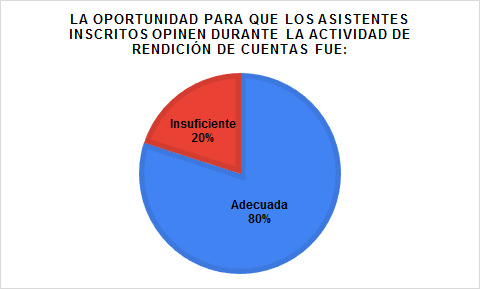 LA OPORTUNIDAD PARA QUE LOS ASISTENTES
INSCRITOS OPINEN DURANTE LA ACTIVIDAD DE
RENDICIÓN DE CUENTAS FUE:
Insuficiente
20%
Adecuada
80%